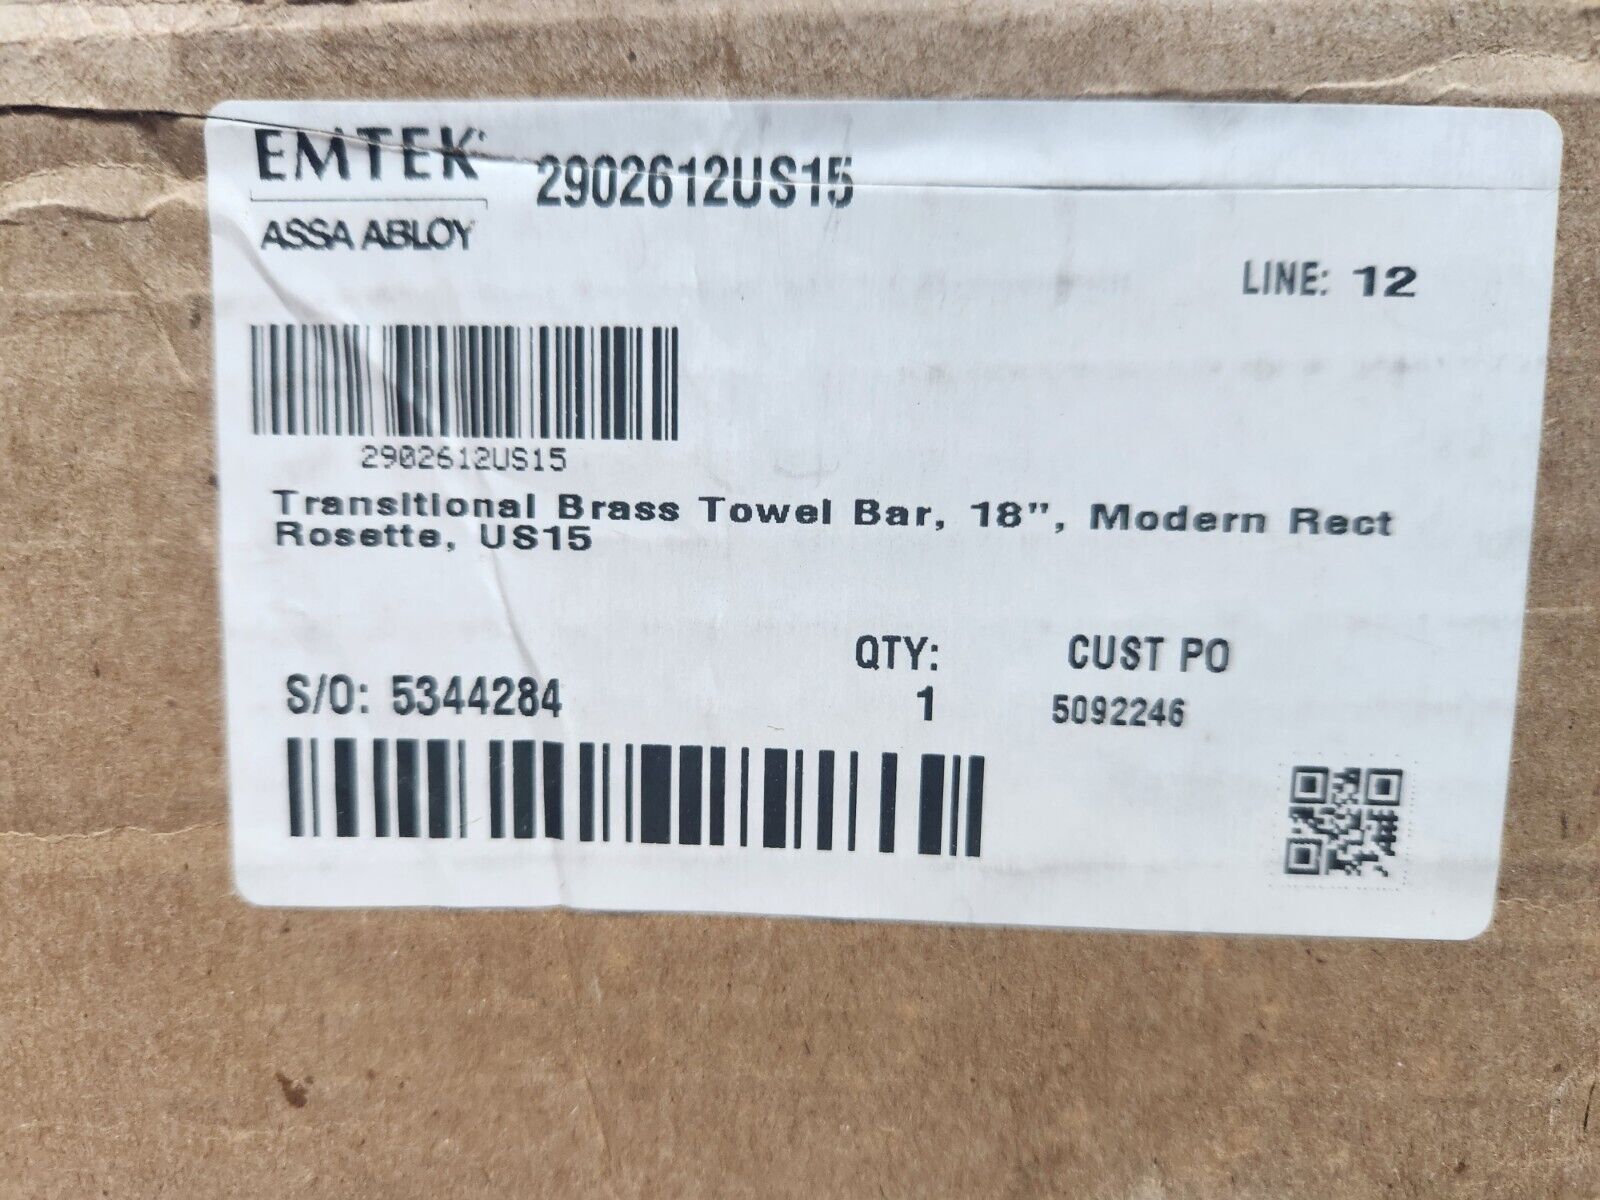 EMTEK
ASSA ABLOY
2902612US15
LINE: 12
2902612US15
Transitional Brass Towel Bar, 18", Modern Rect
Rosette, US15
QTY: CUST PO
S/O: 5344284 1 5092246